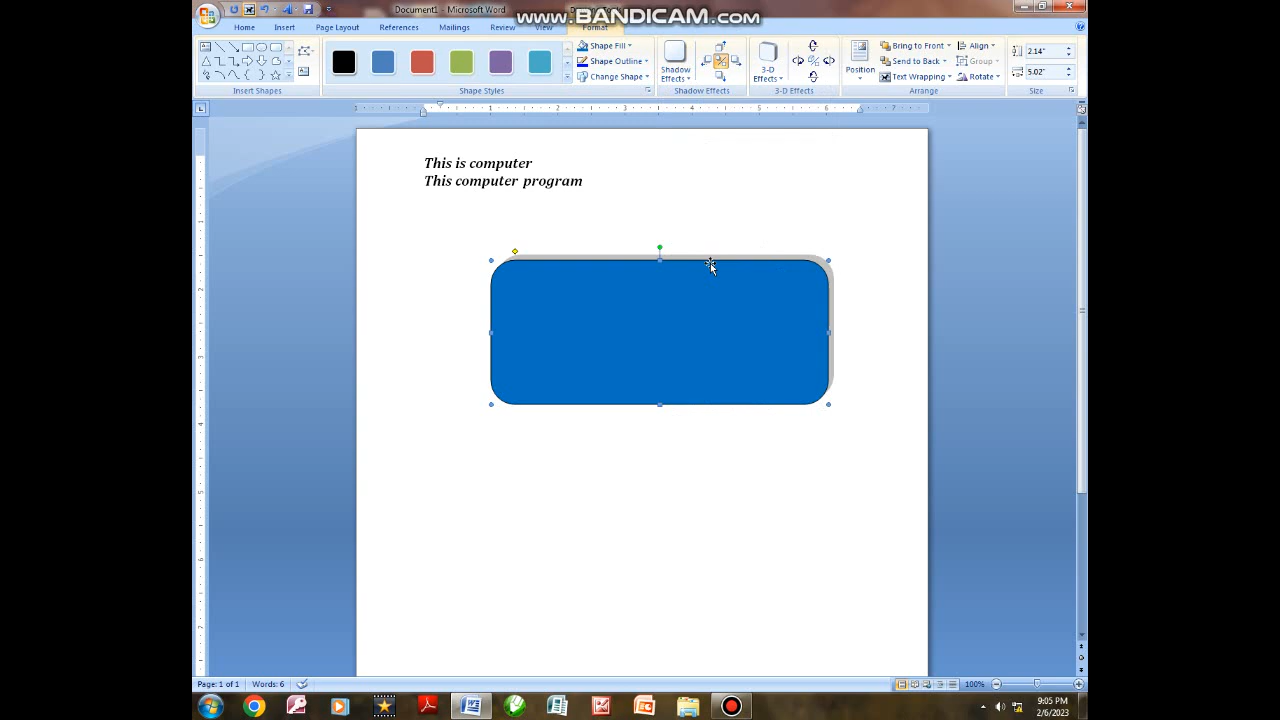 www.BANDICAM.com
Document1 - Microsoft Word
Home
Insert
Page Layout
References
Mailings
Review
View
Format
Shape Fill
Shape Outline
Change Shape
Shadow Effects
3-D Effects
Position
Bring to Front
Send to Back
Text Wrapping
Align
Group
Rotate
2.14"
5.02"
Insert Shapes
Shape Styles
Shadow Effects
3-D Effects
Arrange
Size
This is computer
This computer program
Page: 1 of 1
Words: 6
100%
9:05 PM
2/6/2023